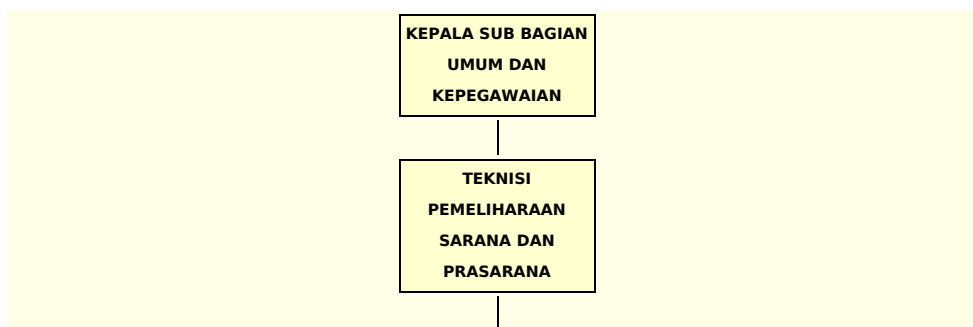 KEPALA SUB BAGIAN
UMUM DAN
KEPEGAWAIAN
TEKNISI
PEMELIHARAAN
SARANA DAN
PRASARANA